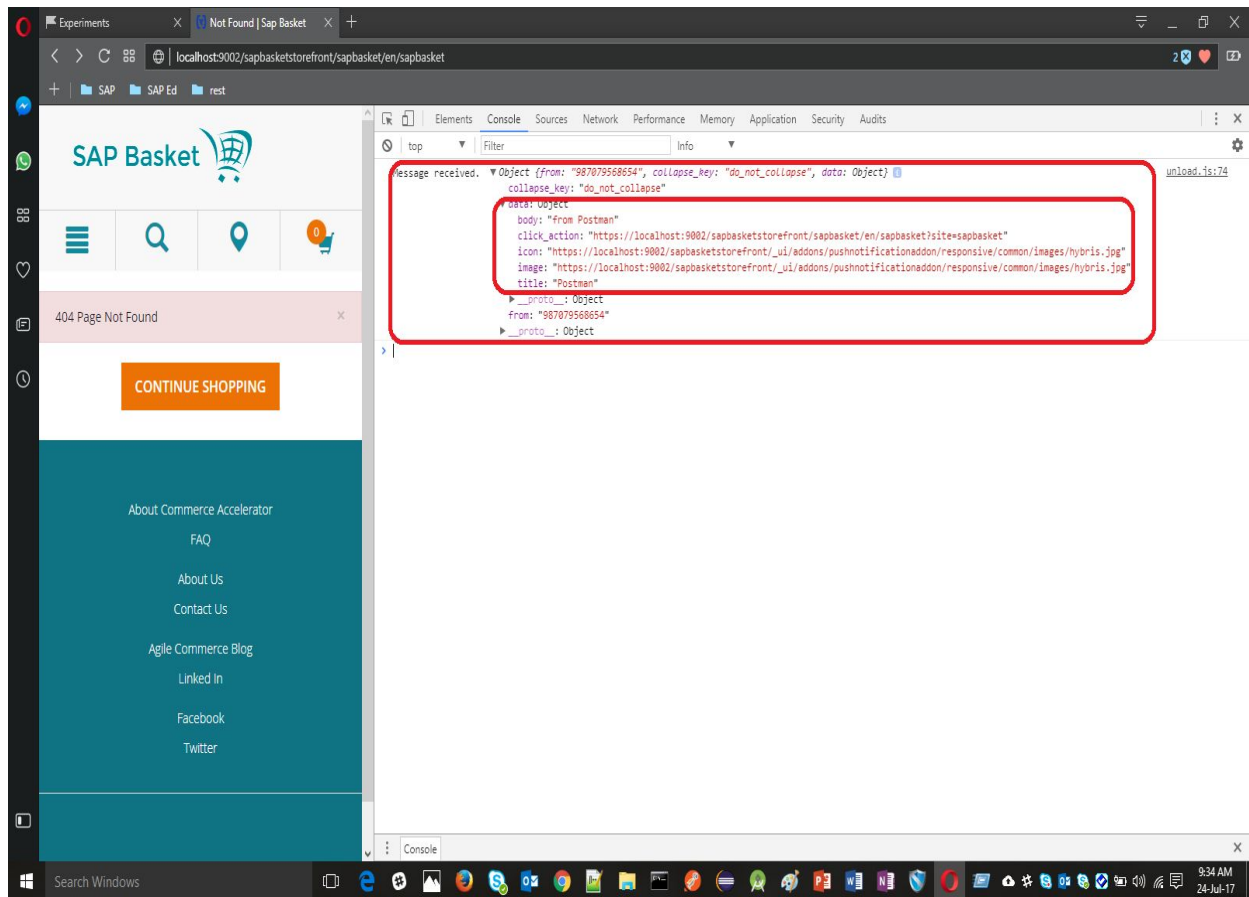 Experiments
Not Found | Sap Basket
localhost:9002/sapbasketstorefront/sapbasket/en/sapbasket
2
SAP
SAP Ed
rest
SAP Basket
0
404 Page Not Found
×
CONTINUE SHOPPING
About Commerce Accelerator
FAQ
About Us
Contact Us
Agile Commerce Blog
Linked In
Facebook
Twitter
Elements Console Sources Network Performance Memory Application Security Audits
top Filter Info
Message received. Object {from: "987079568654", collapse_key: "do_not_collapse", data: Object} unload.js:74
collapse_key: "do_not_collapse"
data: Object
body: "from Postman"
click_action: "https://localhost:9002/sapbasketstorefront/sapbasket/en/sapbasket?site=sapbasket"
icon: "https://localhost:9002/sapbasketstorefront/_ui/addons/pushnotificationaddon/responsive/common/images/hybris.jpg"
image: "https://localhost:9002/sapbasketstorefront/_ui/addons/pushnotificationaddon/responsive/common/images/hybris.jpg"
title: "Postman"
__proto__: Object
from: "987079568654"
__proto__: Object
>
Console
Search Windows
9:34 AM
24-Jul-17